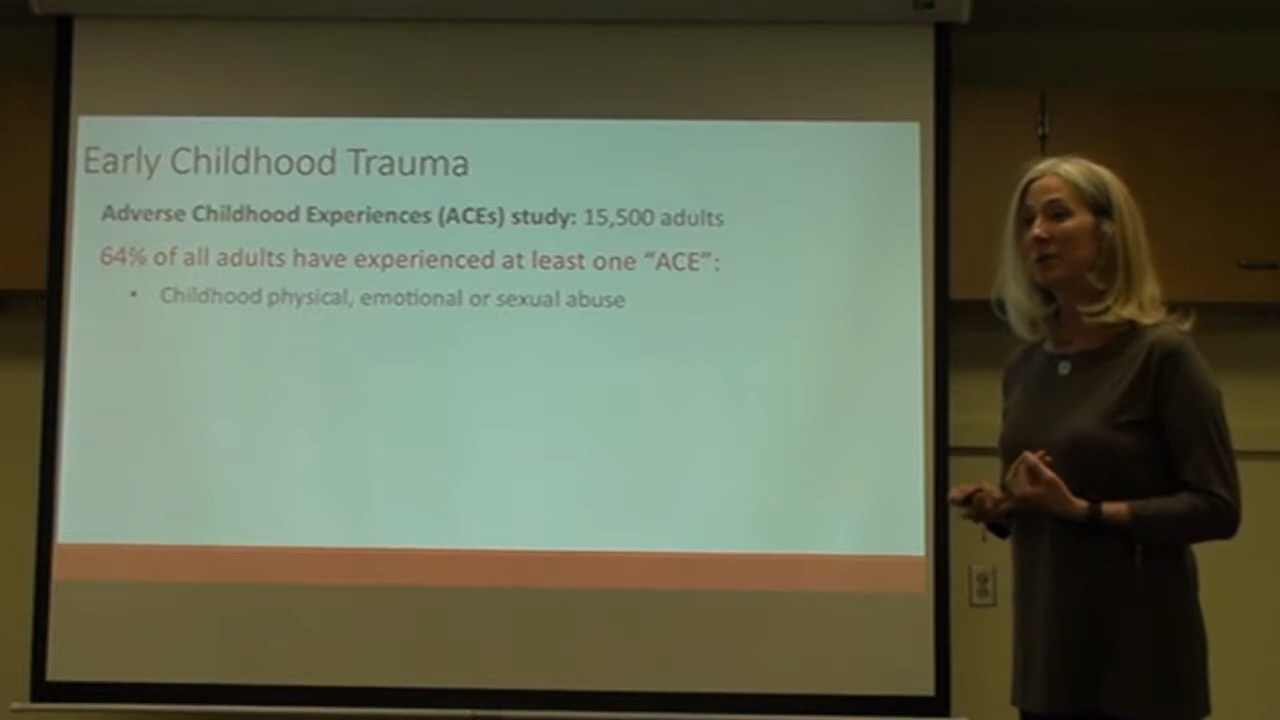 Early Childhood Trauma
Adverse Childhood Experiences (ACEs) study: 15,500 adults
64% of all adults have experienced at least one “ACE”:
• Childhood physical, emotional or sexual abuse